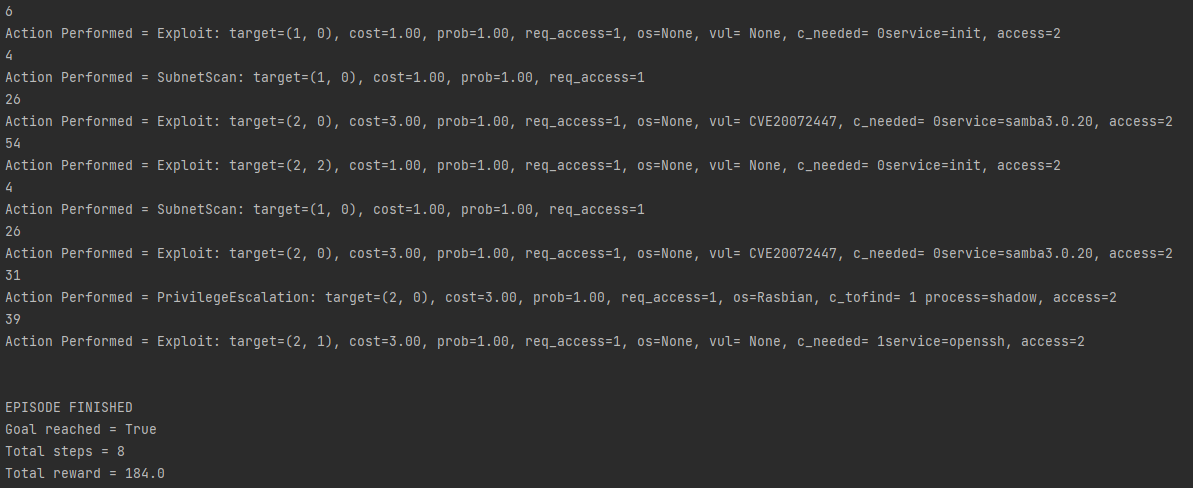 6
Action Performed = Exploit: target=(1, 0), cost=1.00, prob=1.00, req_access=1, os=None, vul= None, c_needed= 0service=init, access=2
4
Action Performed = SubnetScan: target=(1, 0), cost=1.00, prob=1.00, req_access=1
26
Action Performed = Exploit: target=(2, 0), cost=3.00, prob=1.00, req_access=1, os=None, vul= CVE20072447, c_needed= 0service=samba3.0.20, access=2
54
Action Performed = Exploit: target=(2, 2), cost=1.00, prob=1.00, req_access=1, os=None, vul= None, c_needed= 0service=init, access=2
4
Action Performed = SubnetScan: target=(1, 0), cost=1.00, prob=1.00, req_access=1
26
Action Performed = Exploit: target=(2, 0), cost=3.00, prob=1.00, req_access=1, os=None, vul= CVE20072447, c_needed= 0service=samba3.0.20, access=2
31
Action Performed = PrivilegeEscalation: target=(2, 0), cost=3.00, prob=1.00, req_access=1, os=Rasbian, c_tofind= 1 process=shadow, access=2
39
Action Performed = Exploit: target=(2, 1), cost=3.00, prob=1.00, req_access=1, os=None, vul= None, c_needed= 1service=openssh, access=2
EPISODE FINISHED
Goal reached = True
Total steps = 8
Total reward = 184.0